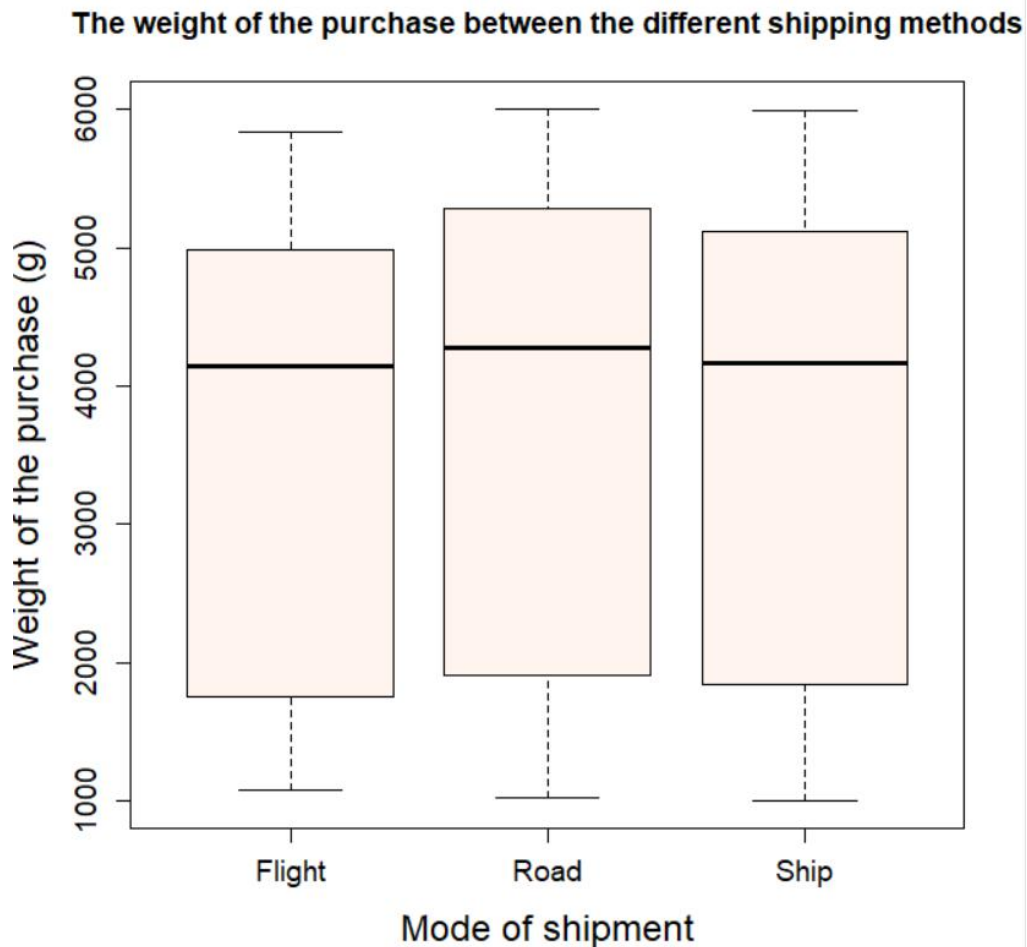 The weight of the purchase between the different shipping methods
Weight of the purchase (g)
6000
5000
4000
3000
2000
1000
Flight Road Ship
Mode of shipment